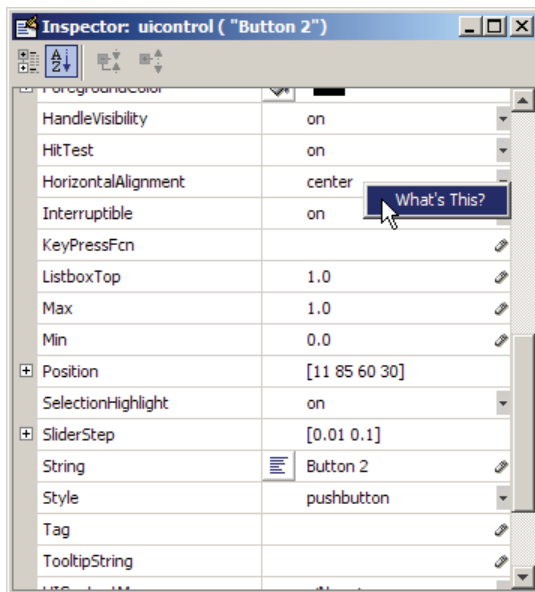 Inspector: uicontrol ( "Button 2")
ForegroundColor
HandleVisibility on
HitTest on
HorizontalAlignment center
What's This?
Interruptible on
KeyPressFcn
ListboxTop 1.0
Max 1.0
Min 0.0
Position [11 85 60 30]
SelectionHighlight on
SliderStep [0.01 0.1]
String Button 2
Style pushbutton
Tag
TooltipString